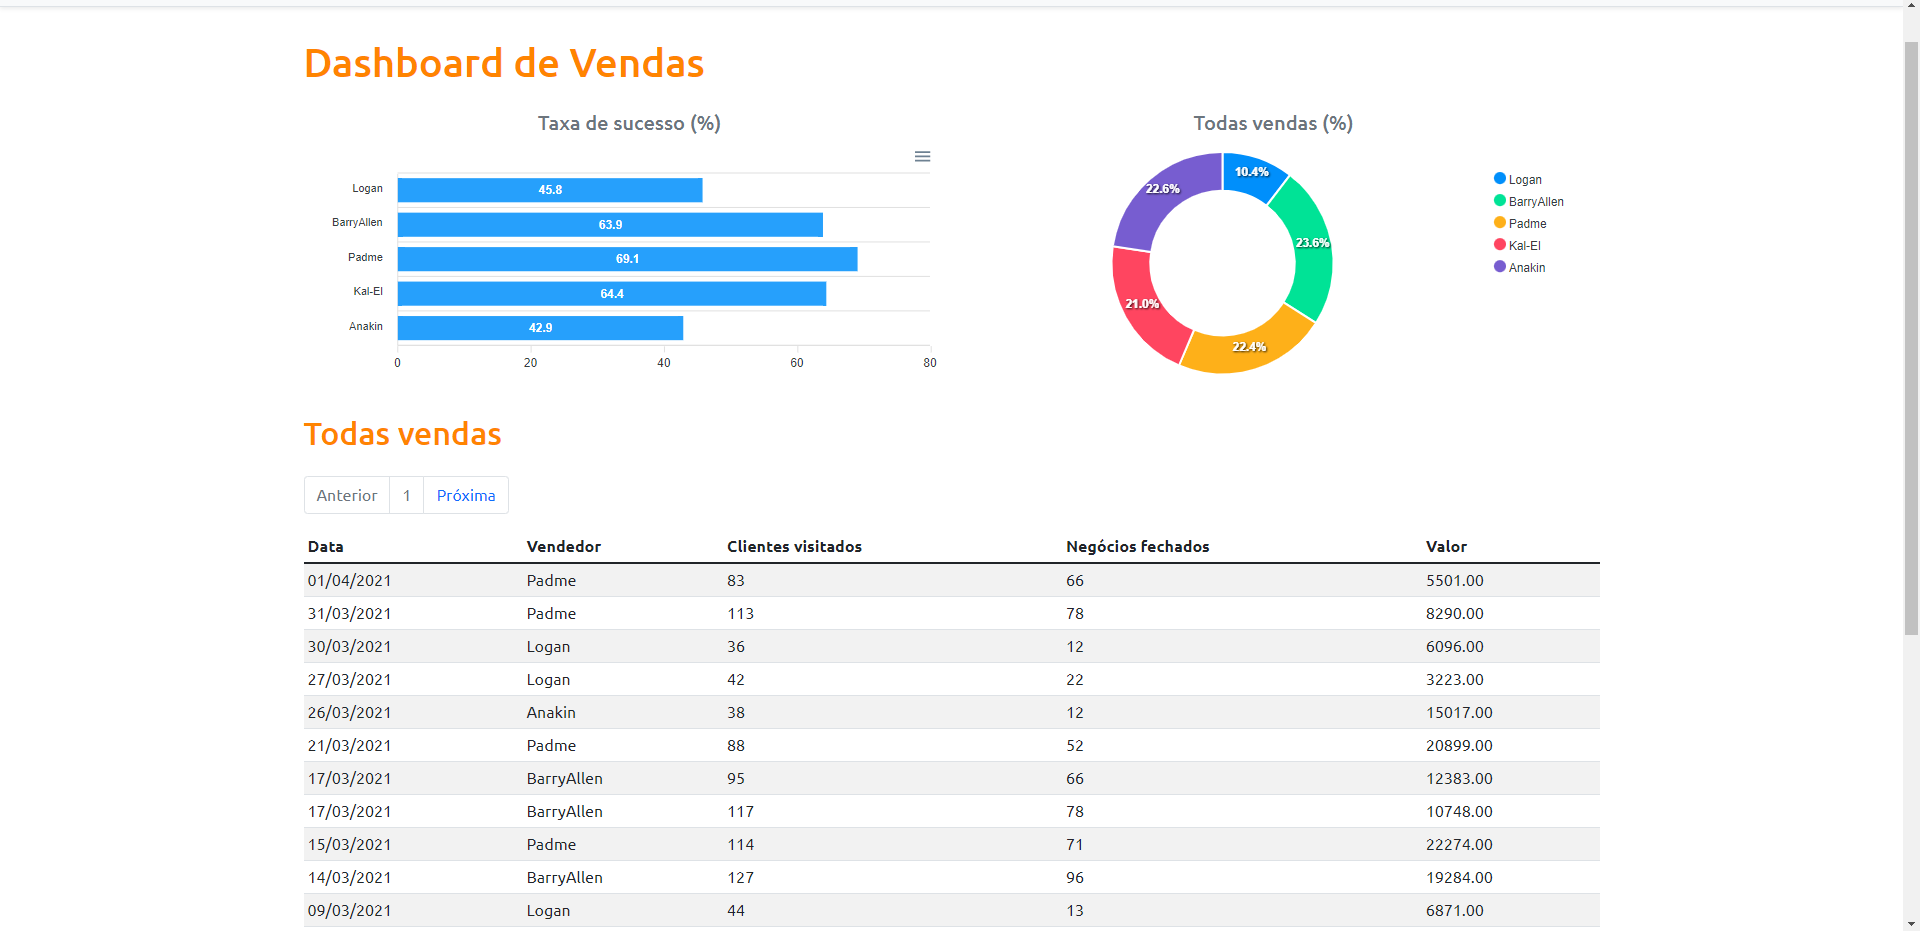 Dashboard de Vendas
Taxa de sucesso (%)
Logan 45.8
BarryAllen 63.9
Padme 69.1
Kal-El 64.4
Anakin 42.9
0 20 40 60 80
Todas vendas (%)
10.4%
23.6%
22.4%
21.0%
22.6%
Logan
BarryAllen
Padme
Kal-El
Anakin
Todas vendas
Anterior 1 Próxima
Data Vendedor Clientes visitados Negócios fechados Valor
01/04/2021 Padme 83 66 5501.00
31/03/2021 Padme 113 78 8290.00
30/03/2021 Logan 36 12 6096.00
27/03/2021 Logan 42 22 3223.00
26/03/2021 Anakin 38 12 15017.00
21/03/2021 Padme 88 52 20899.00
17/03/2021 BarryAllen 95 66 12383.00
17/03/2021 BarryAllen 117 78 10748.00
15/03/2021 Padme 114 71 22274.00
14/03/2021 BarryAllen 127 96 19284.00
09/03/2021 Logan 44 13 6871.00